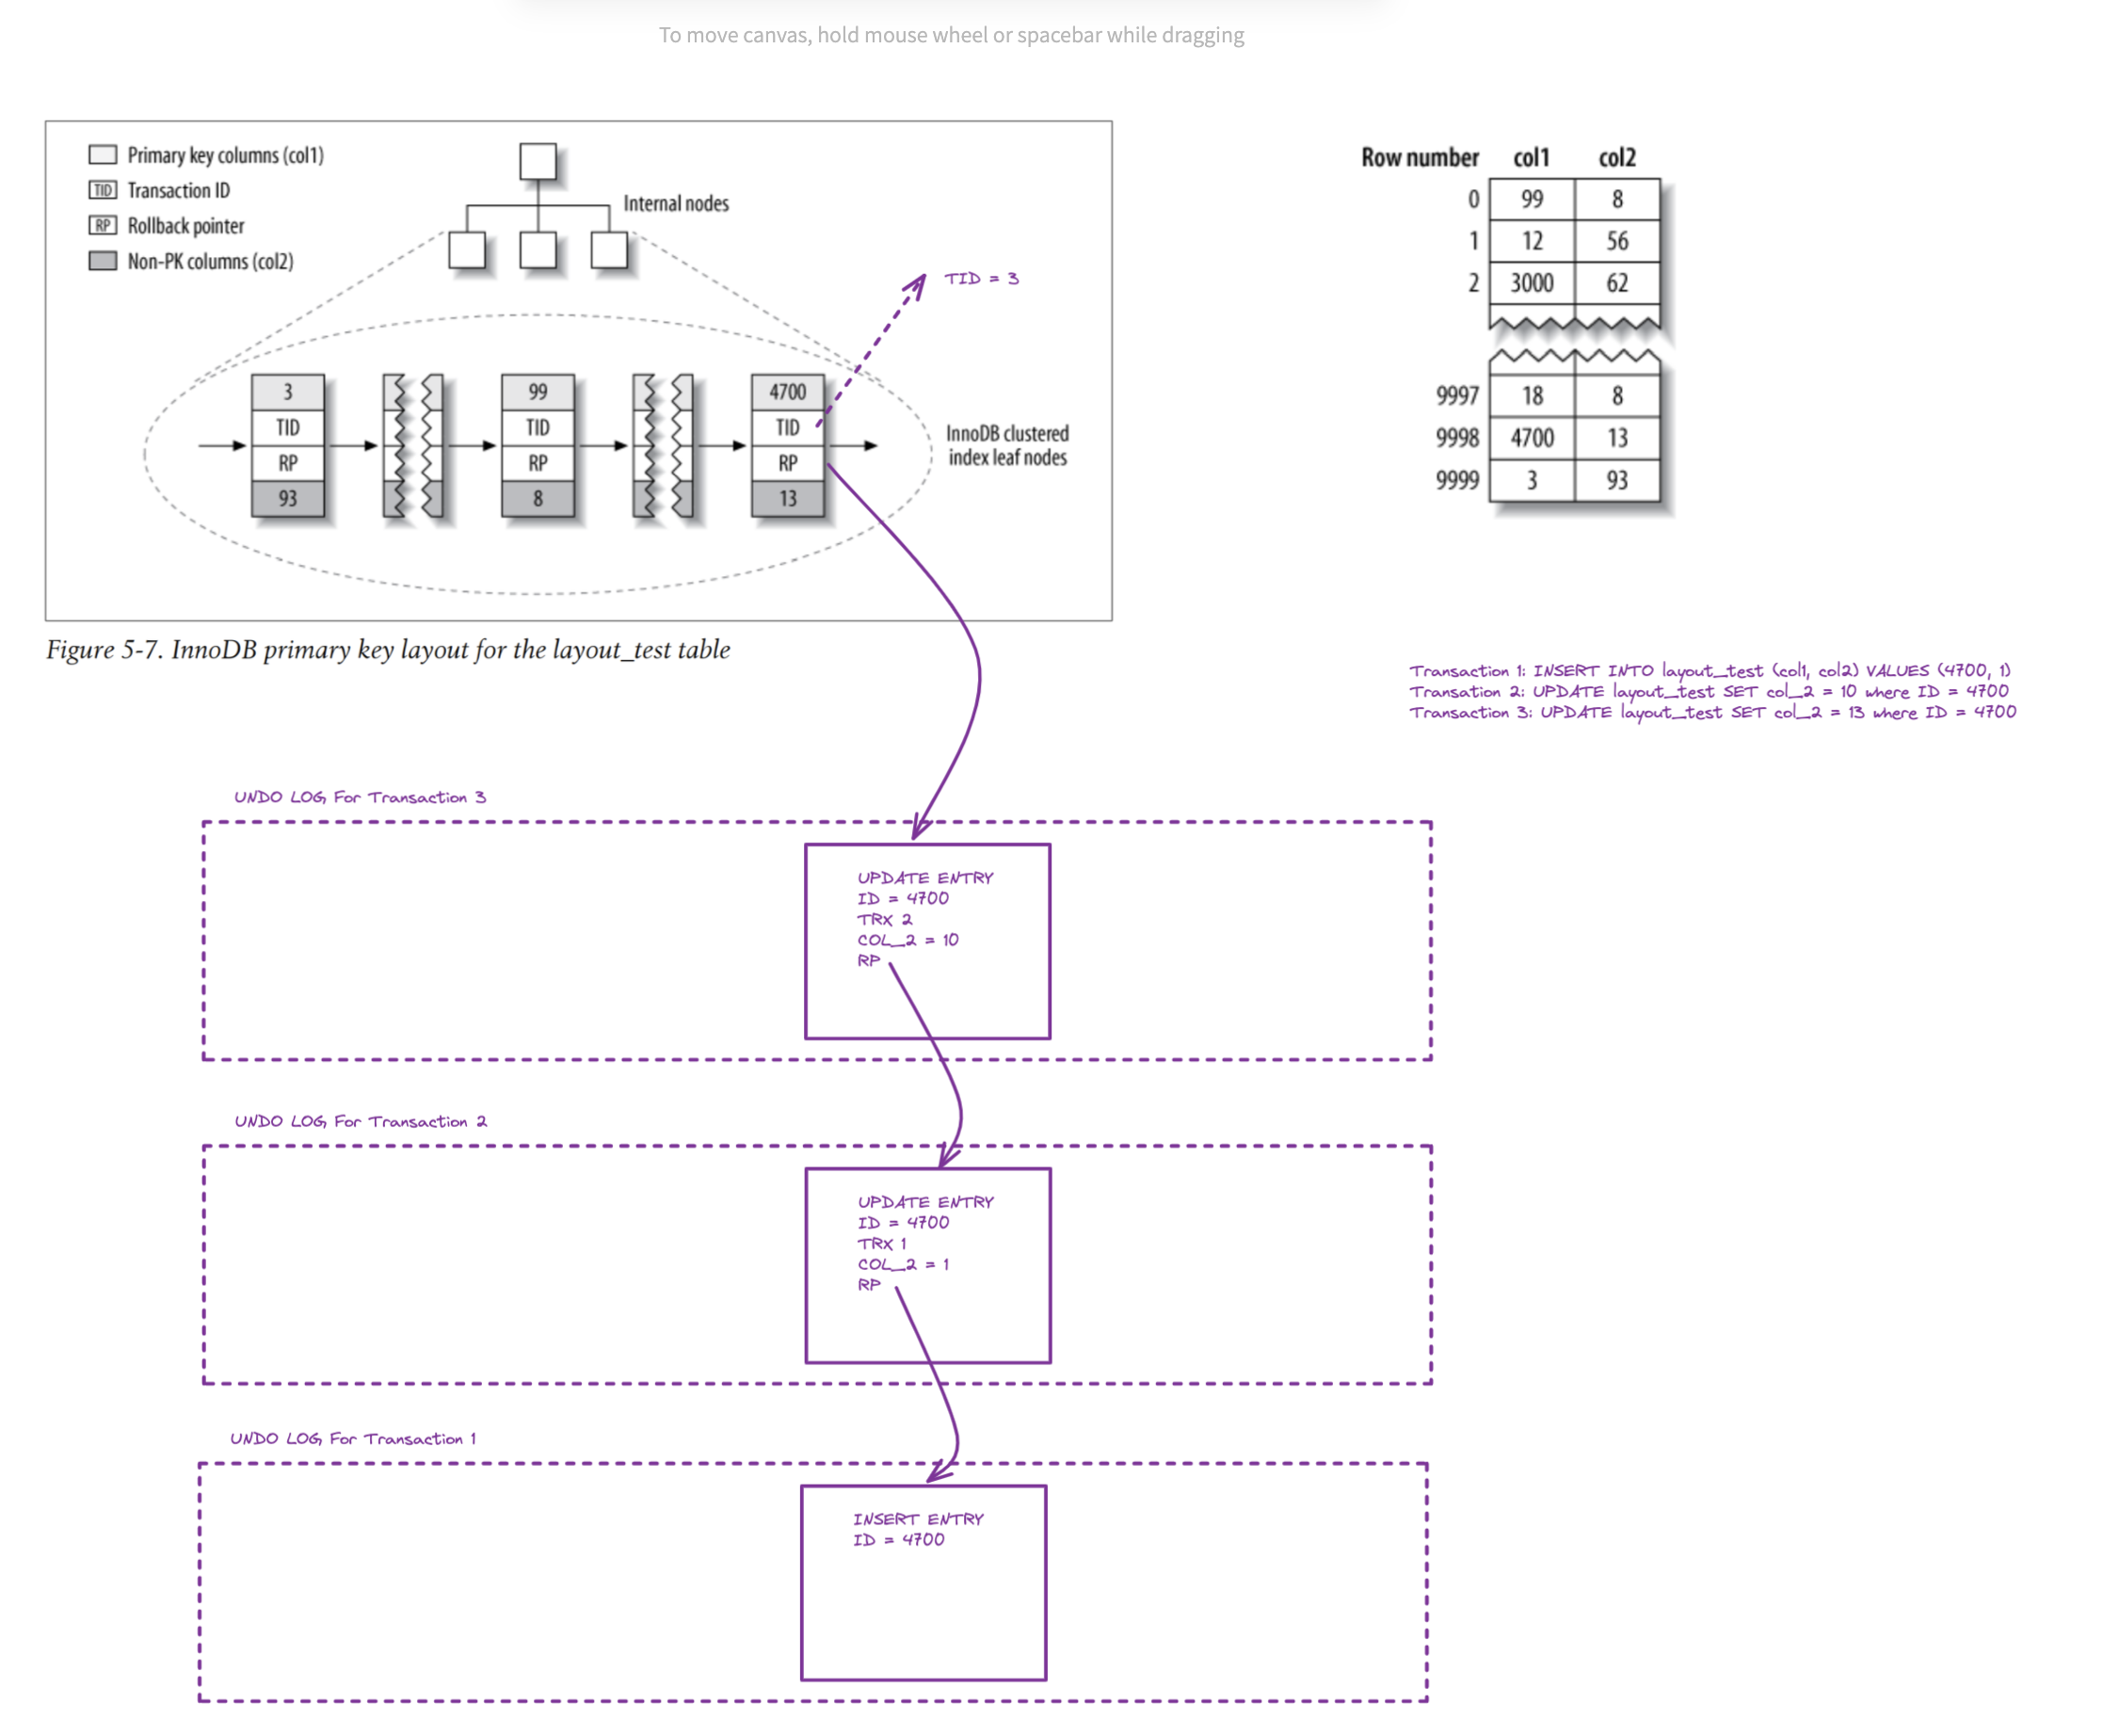 To move canvas, hold mouse wheel or spacebar while dragging
Primary key columns (col1)
TID Transaction ID
RP Rollback pointer
Non-PK columns (col2)
Internal nodes
TID = 3
3 99 4700
TID TID TID
RP RP RP
93 8 13
InnoDB clustered
index leaf nodes
Figure 5-7. InnoDB primary key layout for the layout_test table
Row number col1 col2
0 99 8
1 12 56
2 3000 62
9997 18 8
9998 4700 13
9999 3 93
Transaction 1: INSERT INTO layout_test (col1, col2) VALUES (4700, 1)
Transation 2: UPDATE layout_test SET col_2 = 10 where ID = 4700
Transaction 3: UPDATE layout_test SET col_2 = 13 where ID = 4700
UNDO LOG For Transaction 3
UPDATE ENTRY
ID = 4700
TRX 2
COL_2 = 10
RP
UNDO LOG For Transaction 2
UPDATE ENTRY
ID = 4700
TRX 1
COL_2 = 1
RP
UNDO LOG For Transaction 1
INSERT ENTRY
ID = 4700